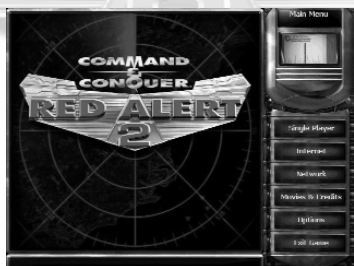 Main Menu
COMMAND
&
CONQUER
RED ALERT
2
Single Player
Internet
Network
Movies & Credits
Options
Exit Game